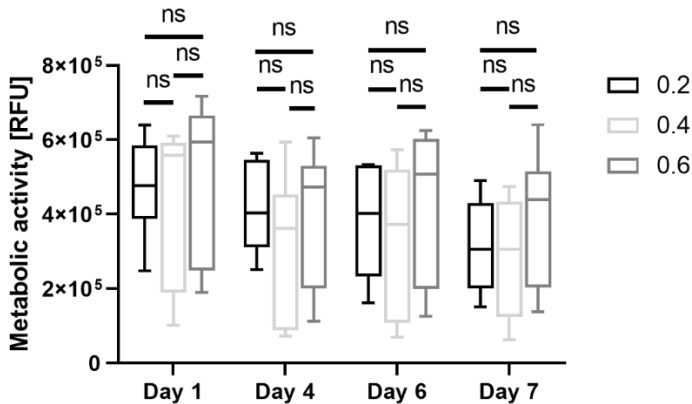 ns
ns
ns
ns
ns
ns
ns
ns
ns
ns
ns
ns
Metabolic activity [RFU]
8×10⁵
6×10⁵
4×10⁵
2×10⁵
0
Day 1
Day 4
Day 6
Day 7
0.2
0.4
0.6